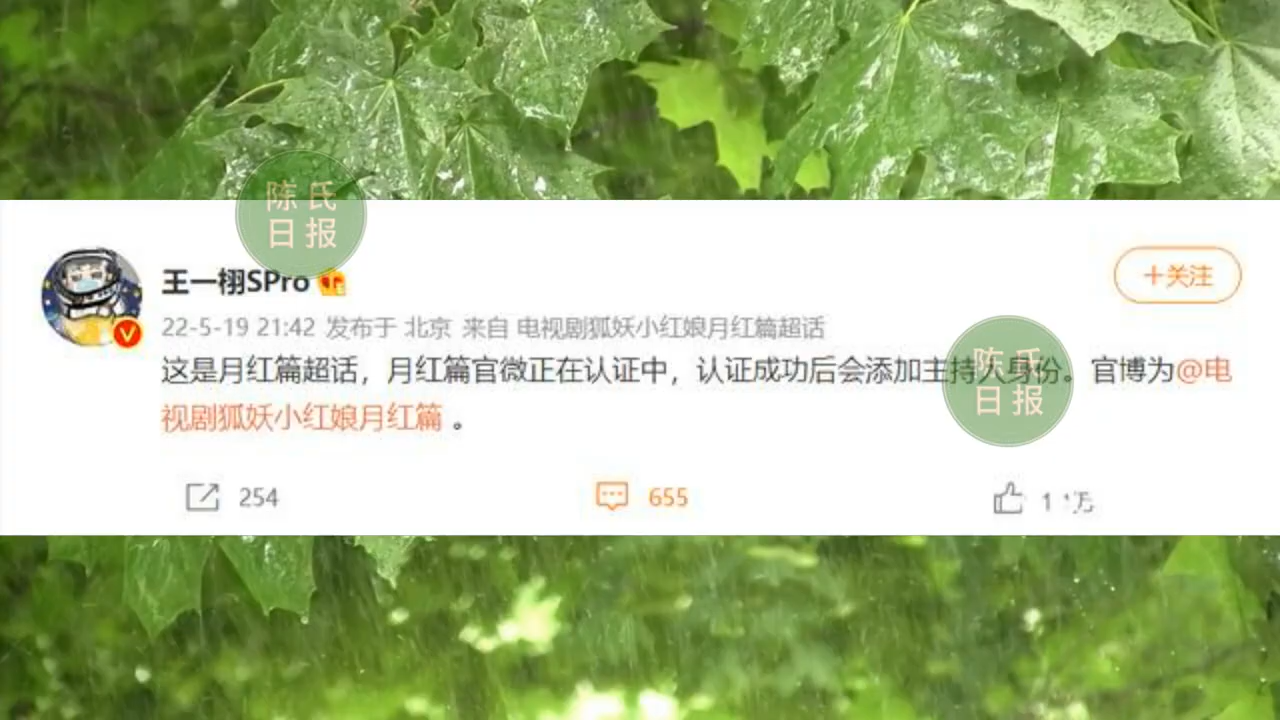 陈氏
日报
王一栩SPro
+关注
22-5-19 21:42 发布于 北京 来自 电视剧狐妖小红娘月红篇超话
这是月红篇超话，月红篇官微正在认证中，认证成功后会添加主持人身份。官博为@电
视剧狐妖小红娘月红篇 。
陈氏
日报
254
655